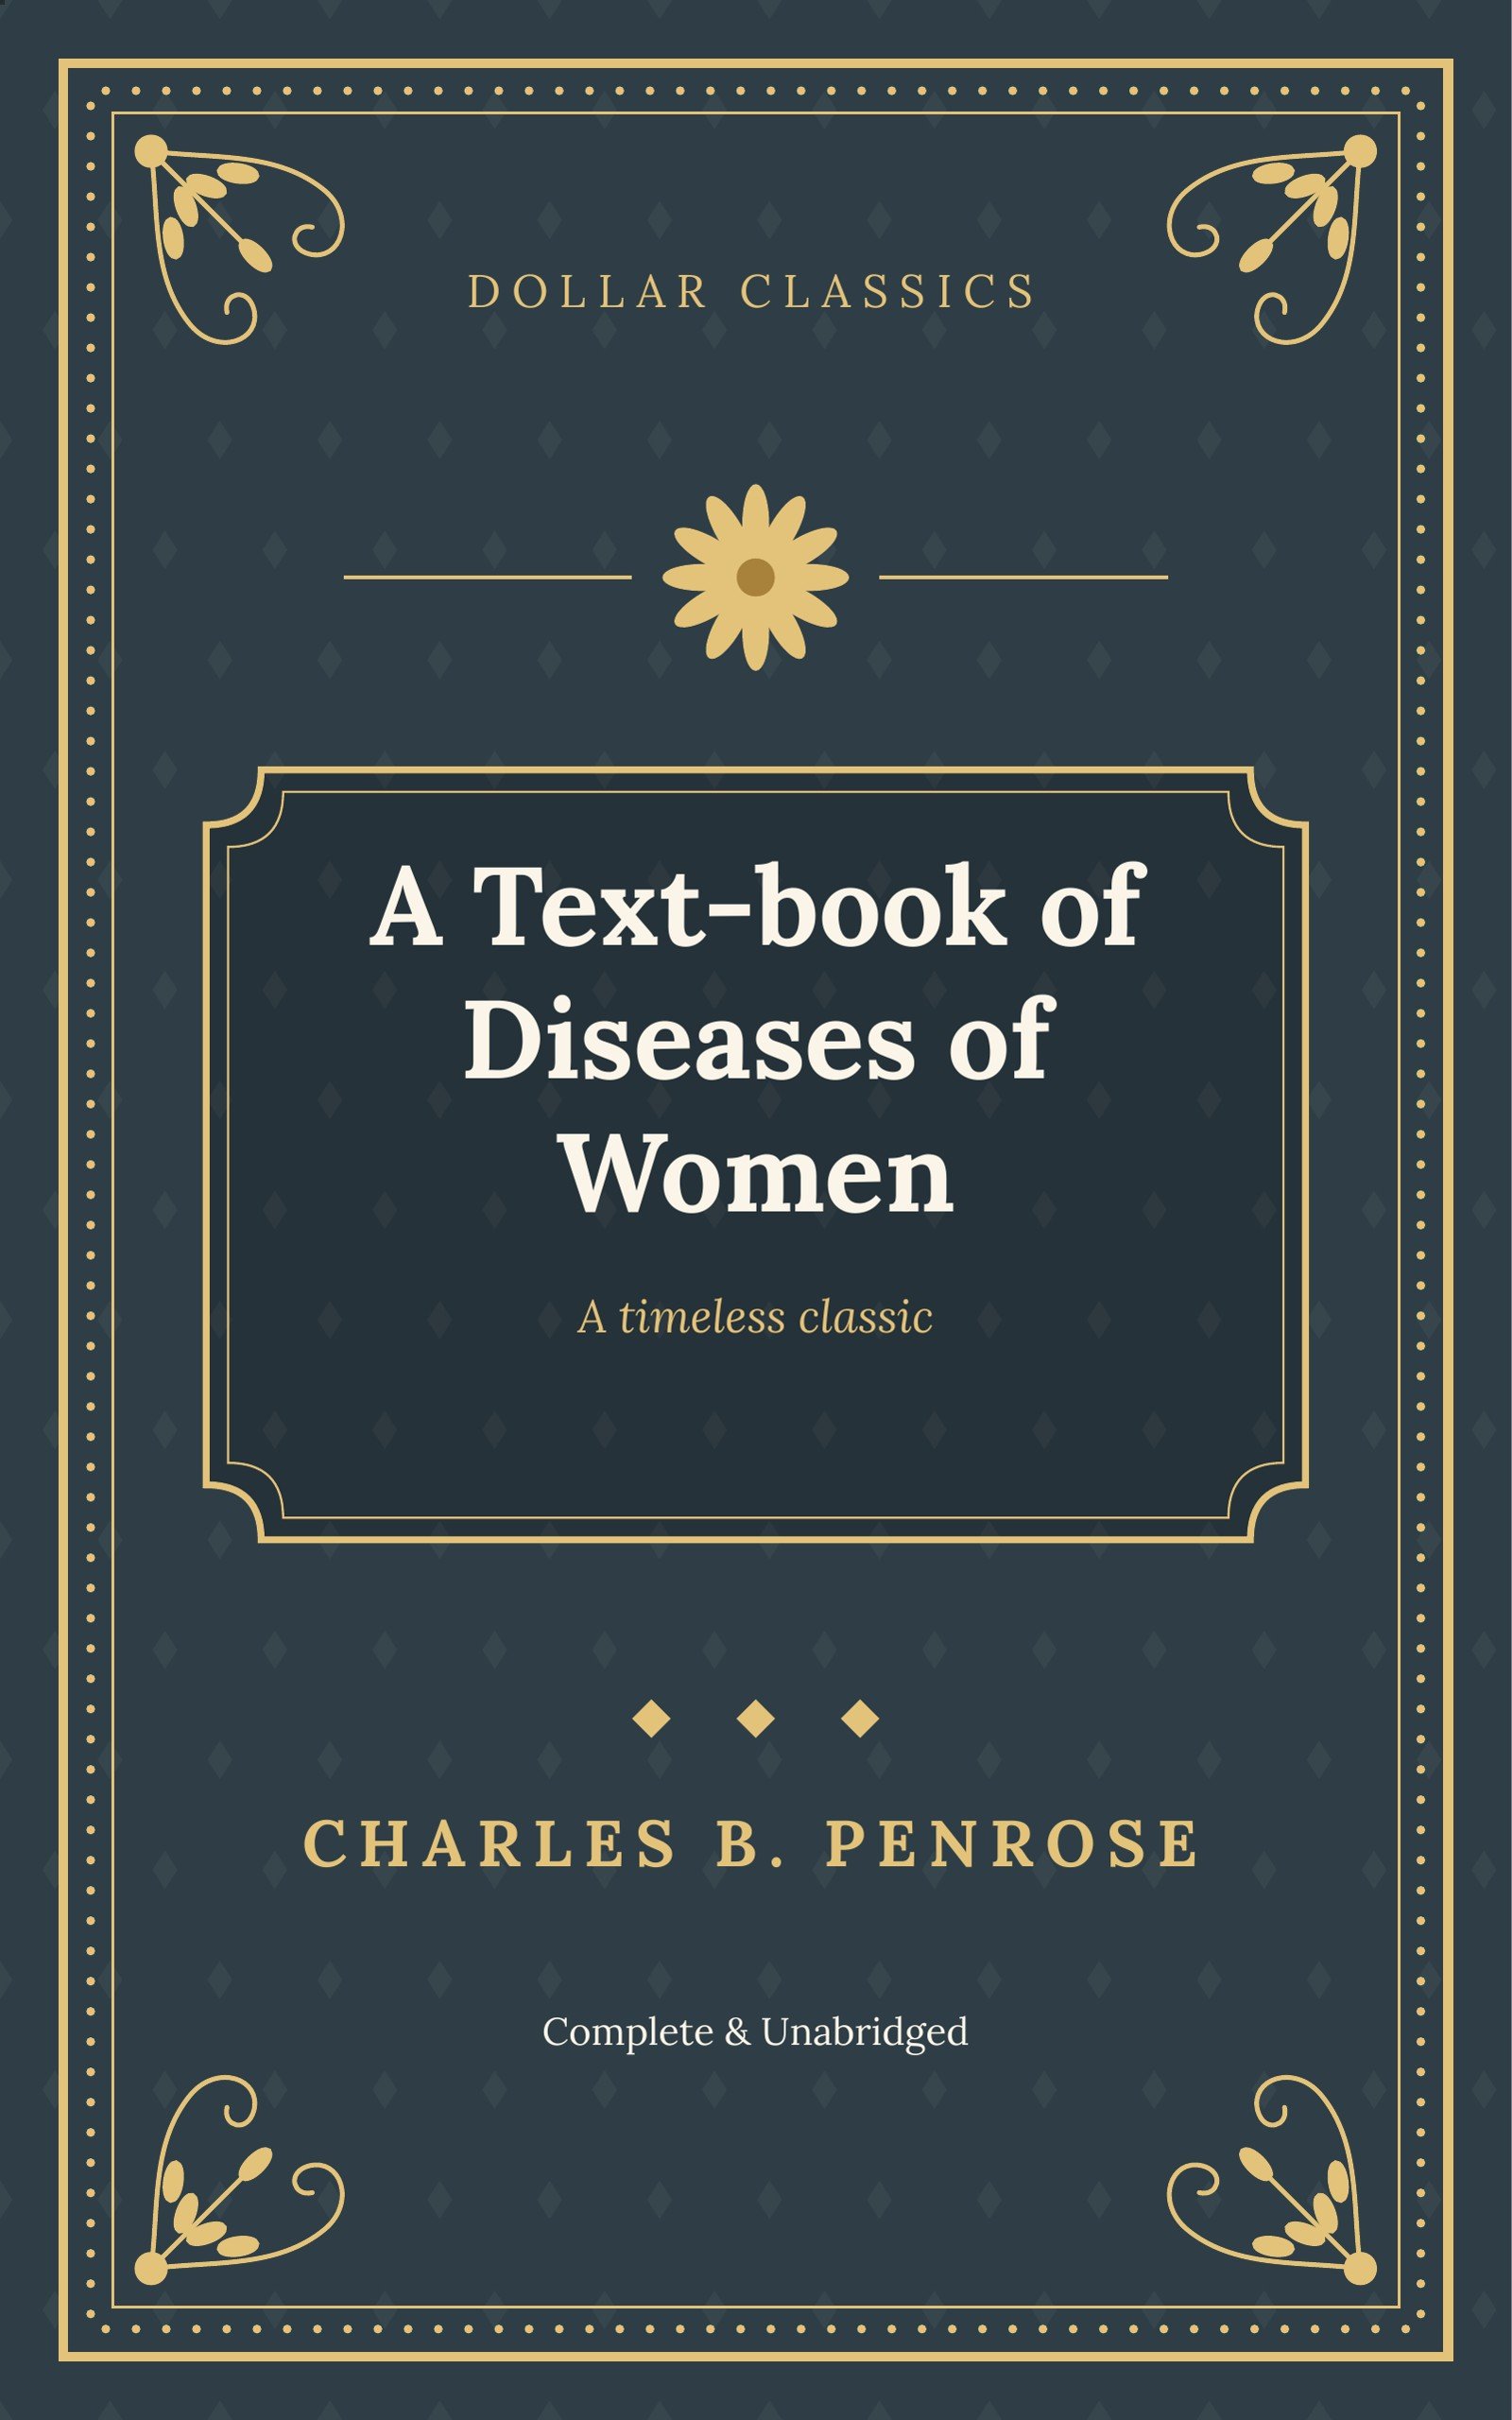 DOLLAR CLASSICS
A Text-book of
Diseases of
Women
A timeless classic
CHARLES B. PENROSE
Complete & Unabridged